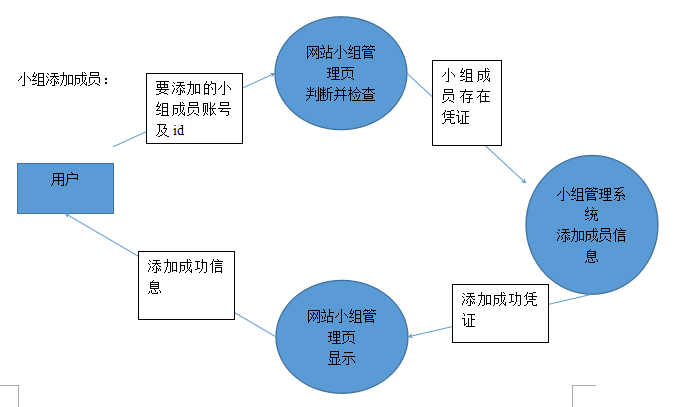 小组添加成员：
网站小组管
理页
判断并检查
要添加的小
组成员账号
及id
小组成
员存在
凭证
用户
小组管理系
统
添加成员信
息
添加成功信
息
添加成功凭
证
网站小组管
理页
显示